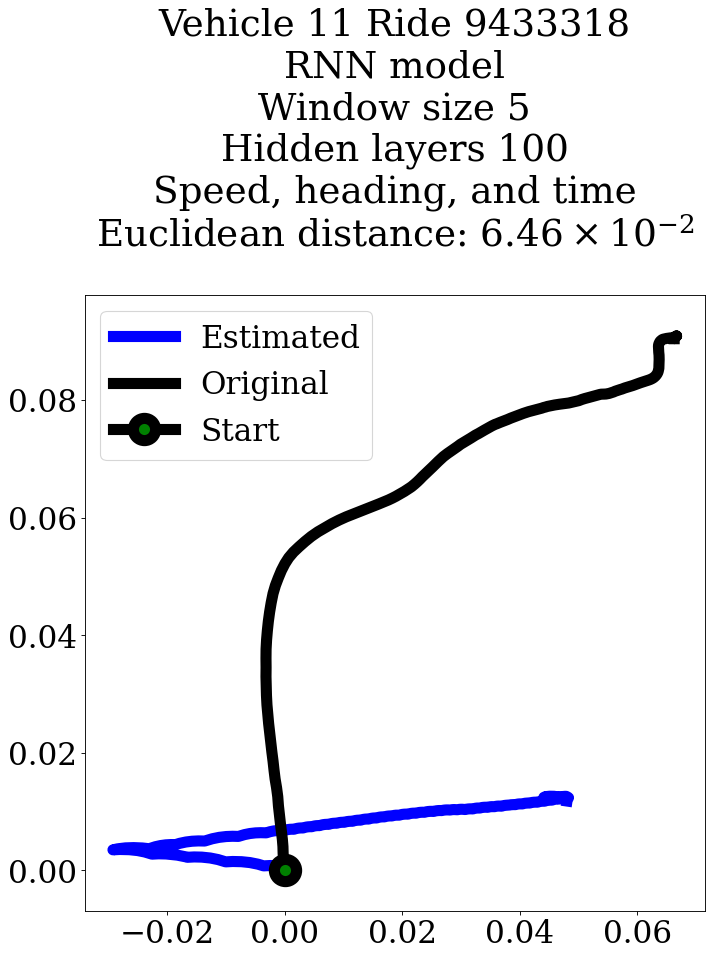 Vehicle 11 Ride 9433318
RNN model
Window size 5
Hidden layers 100
Speed, heading, and time
Euclidean distance: 6.46 × 10⁻²
Estimated
Original
Start
0.08
0.06
0.04
0.02
0.00
−0.02 0.00 0.02 0.04 0.06